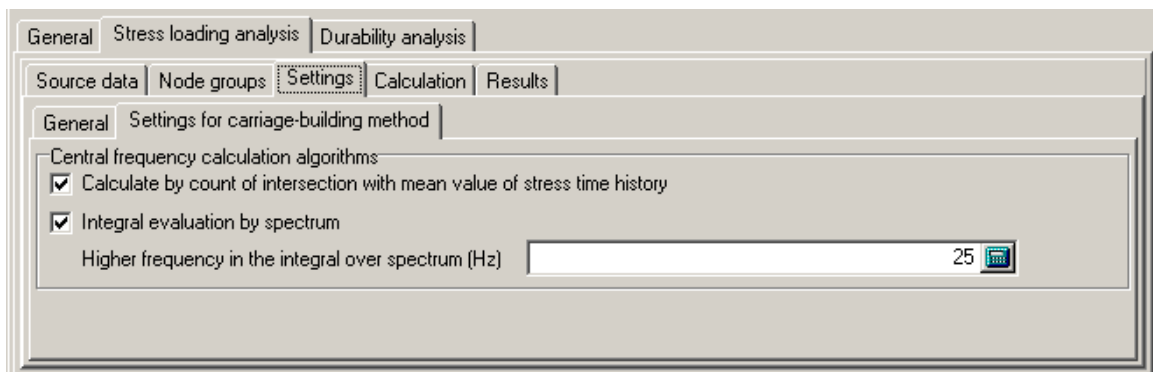 General Stress loading analysis Durability analysis
Source data Node groups Settings Calculation Results
General Settings for carriage-building method
Central frequency calculation algorithms
Calculate by count of intersection with mean value of stress time history
Integral evaluation by spectrum
Higher frequency in the integral over spectrum (Hz) 25